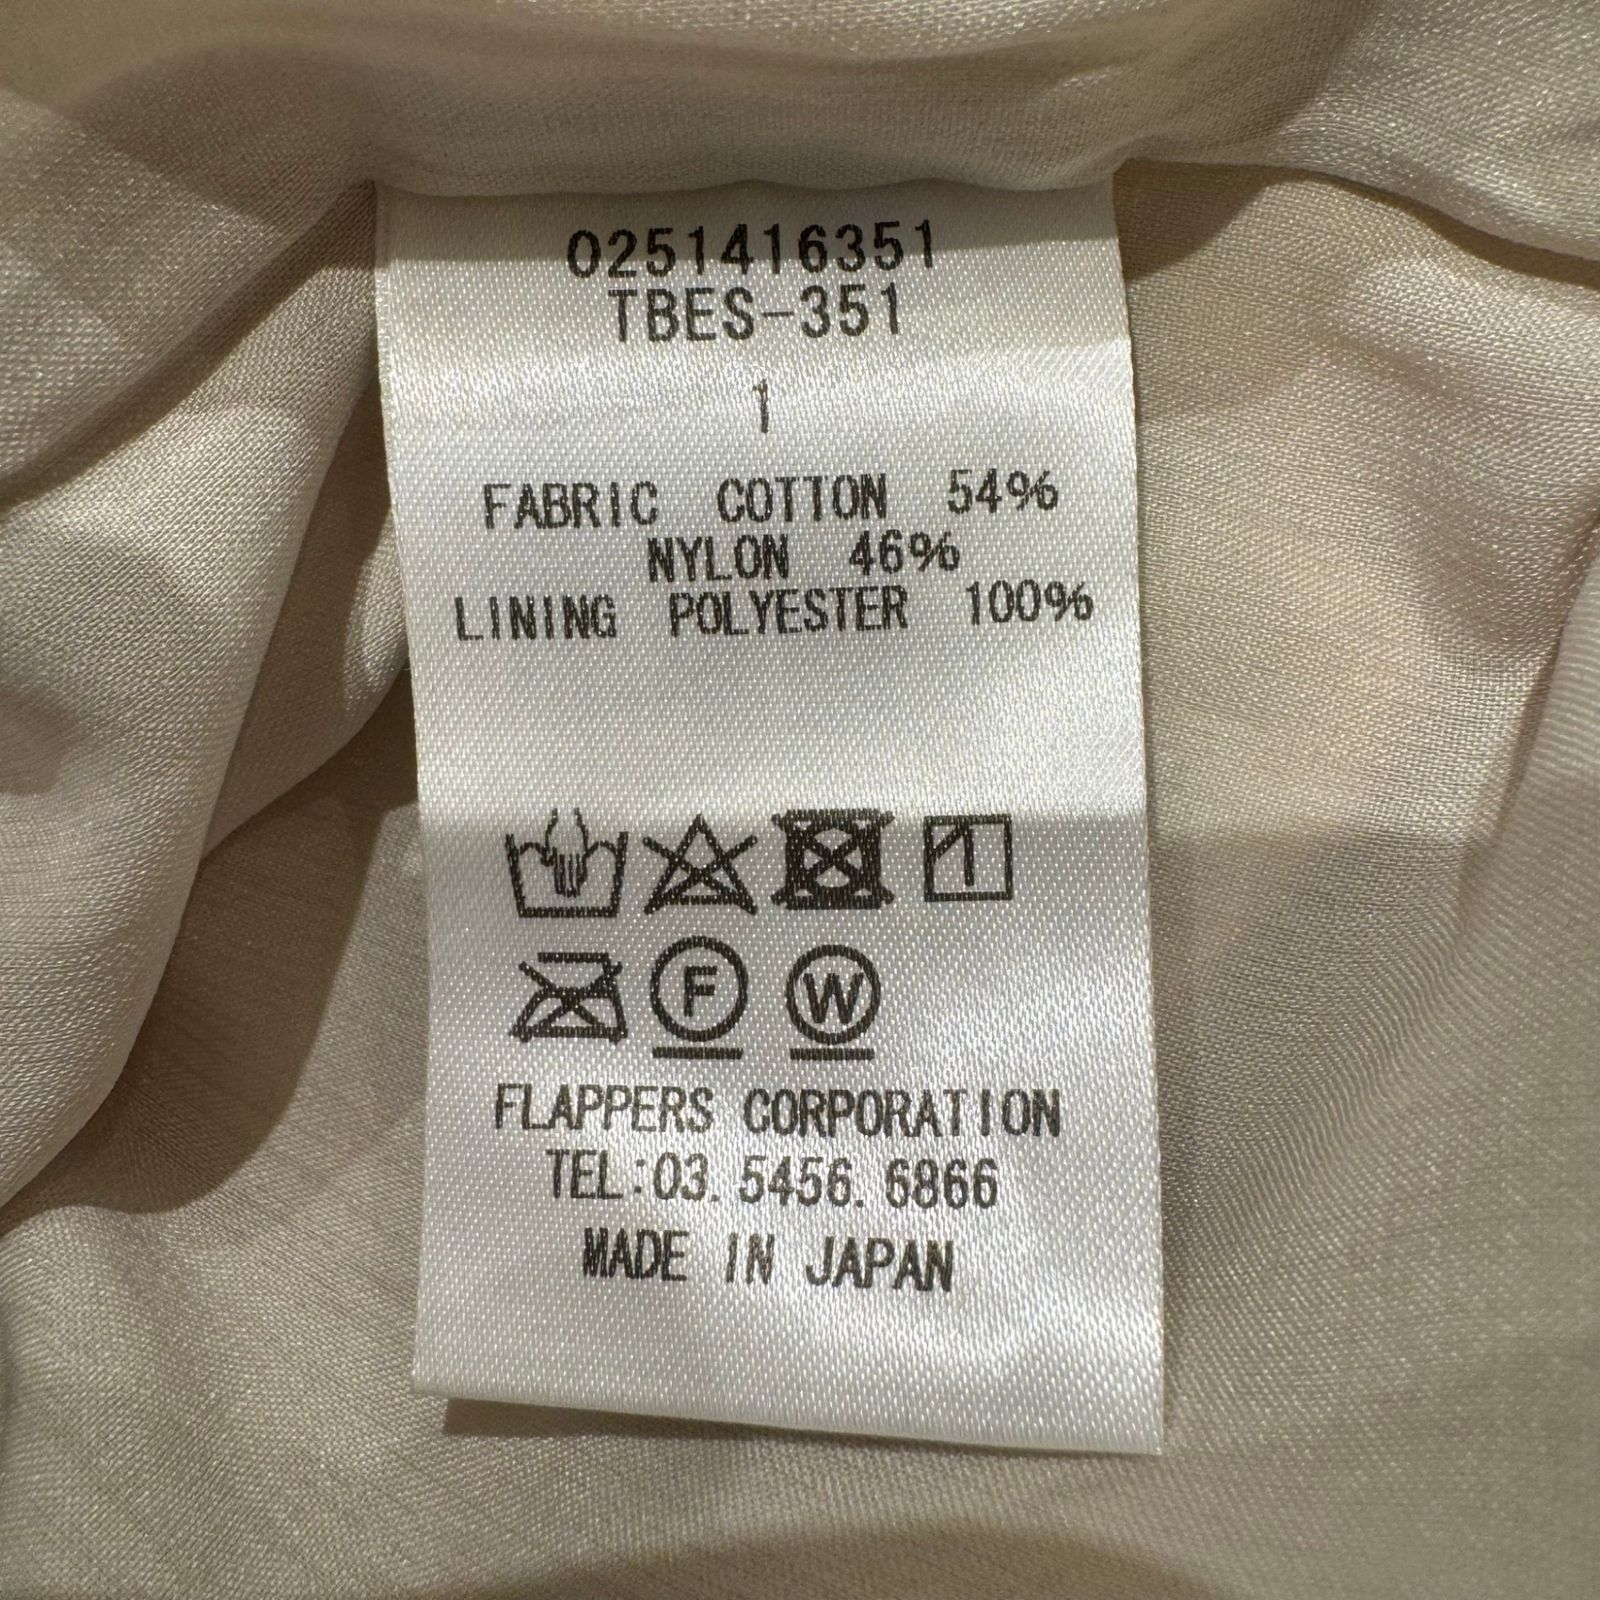 0251416351
TBES-351
1
FABRIC COTTON 54%
NYLON 46%
LINING POLYESTER 100%
F W
FLAPPERS CORPORATION
TEL:03. 5456. 6866
MADE IN JAPAN